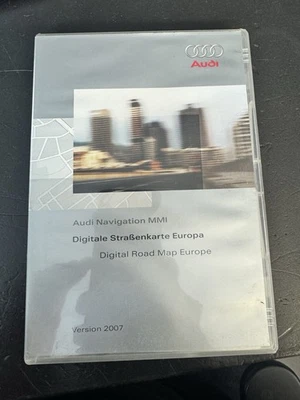 Audi
Audi Navigation MMI
Digitale Straßenkarte Europa
Digital Road Map Europe
Version 2007